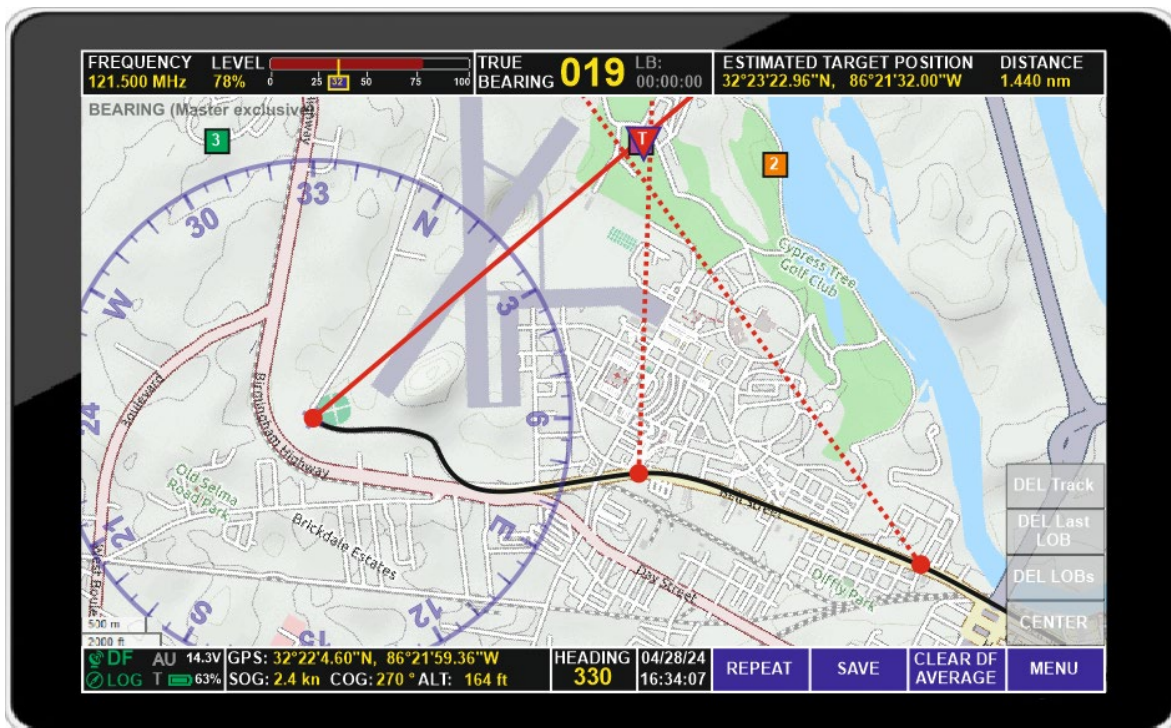 FREQUENCY LEVEL TRUE BEARING 019 LB: 00:00:00 ESTIMATED TARGET POSITION DISTANCE
121.500 MHz 78% 0 25 32 50 75 100 32°23'22.96"N, 86°21'32.00"W 1.440 nm
BEARING (Master exclusive)
3
T
2
33
30
N
3
W
24
6
21
E
S
15
12
Cypress Tree
Golf Club
Birmingham Highway
Boulevard
Old Selma
Road Park
Brickdale Estates
West Boule
Day Street
Bell Street
Diffly Park
500 m
2000 ft
DEL Track
DEL Last
LOB
DEL LOBs
CENTER
DF AU 14.3V GPS: 32°22'4.60"N, 86°21'59.36"W HEADING 04/28/24
LOG T 63% SOG: 2.4 kn COG: 270 ° ALT: 164 ft 330 16:34:07
REPEAT
SAVE
CLEAR DF
AVERAGE
MENU